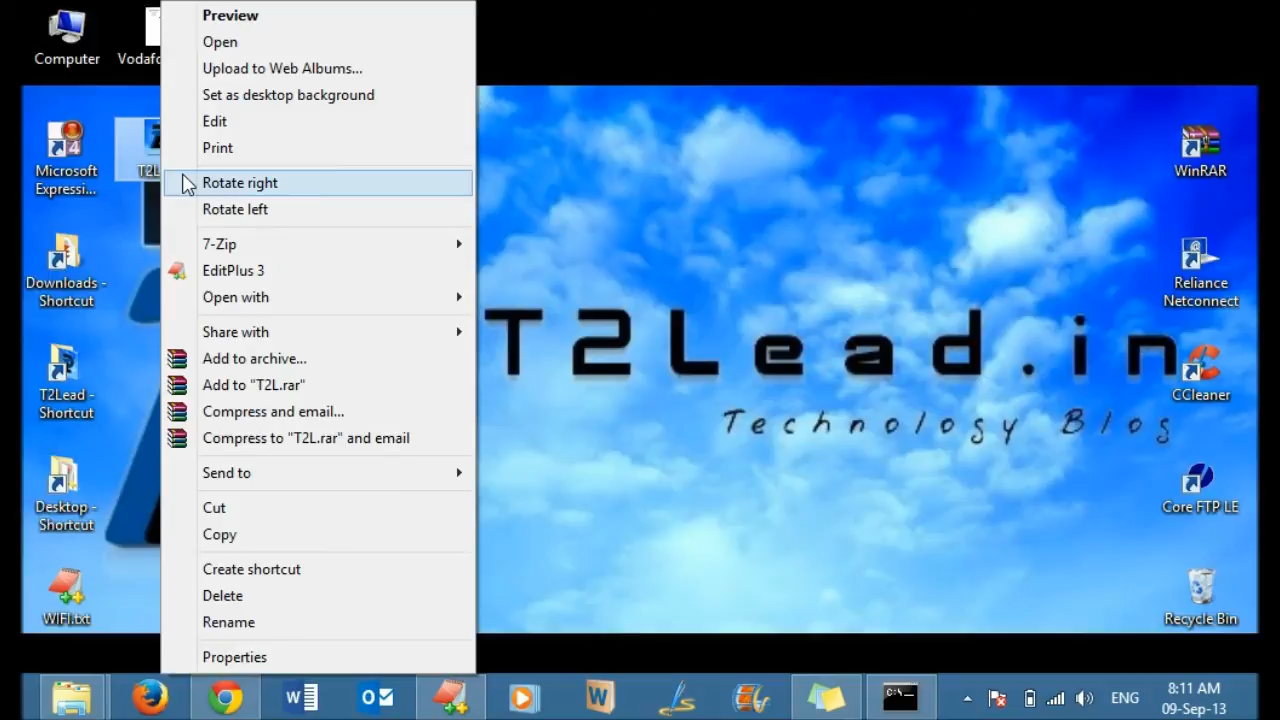 Computer
Vodafo
Microsoft
Expressi...
T2L
Downloads -
Shortcut
T2Lead -
Shortcut
Desktop -
Shortcut
WIFI.txt
Preview
Open
Upload to Web Albums...
Set as desktop background
Edit
Print
Rotate right
Rotate left
7-Zip
EditPlus 3
Open with
Share with
Add to archive...
Add to "T2L.rar"
Compress and email...
Compress to "T2L.rar" and email
Send to
Cut
Copy
Create shortcut
Delete
Rename
Properties
T2Lead.in
Technology Blog
WinRAR
Reliance
Netconnect
CCleaner
Core FTP LE
Recycle Bin
ENG
8:11 AM
09-Sep-13